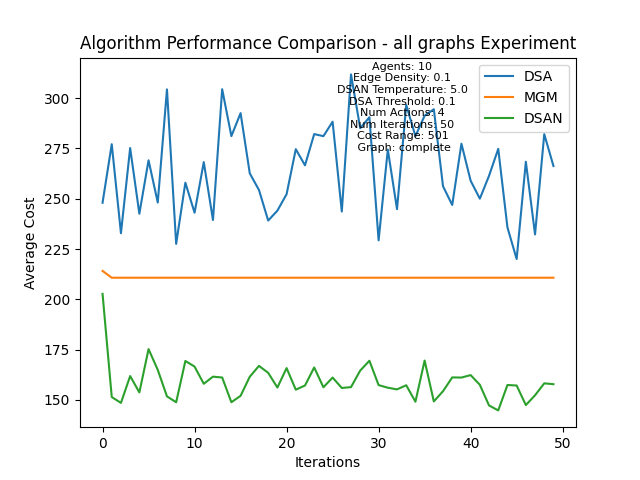 Algorithm Performance Comparison - all graphs Experiment
Agents: 10
Edge Density: 0.1
DSAN Temperature: 5.0
DSA Threshold: 0.1
Num Actions: 4
Num Iterations: 50
Cost Range: 501
Graph: complete
DSA
MGM
DSAN
Average Cost
300
275
250
225
200
175
150
0
10
20
30
40
50
Iterations